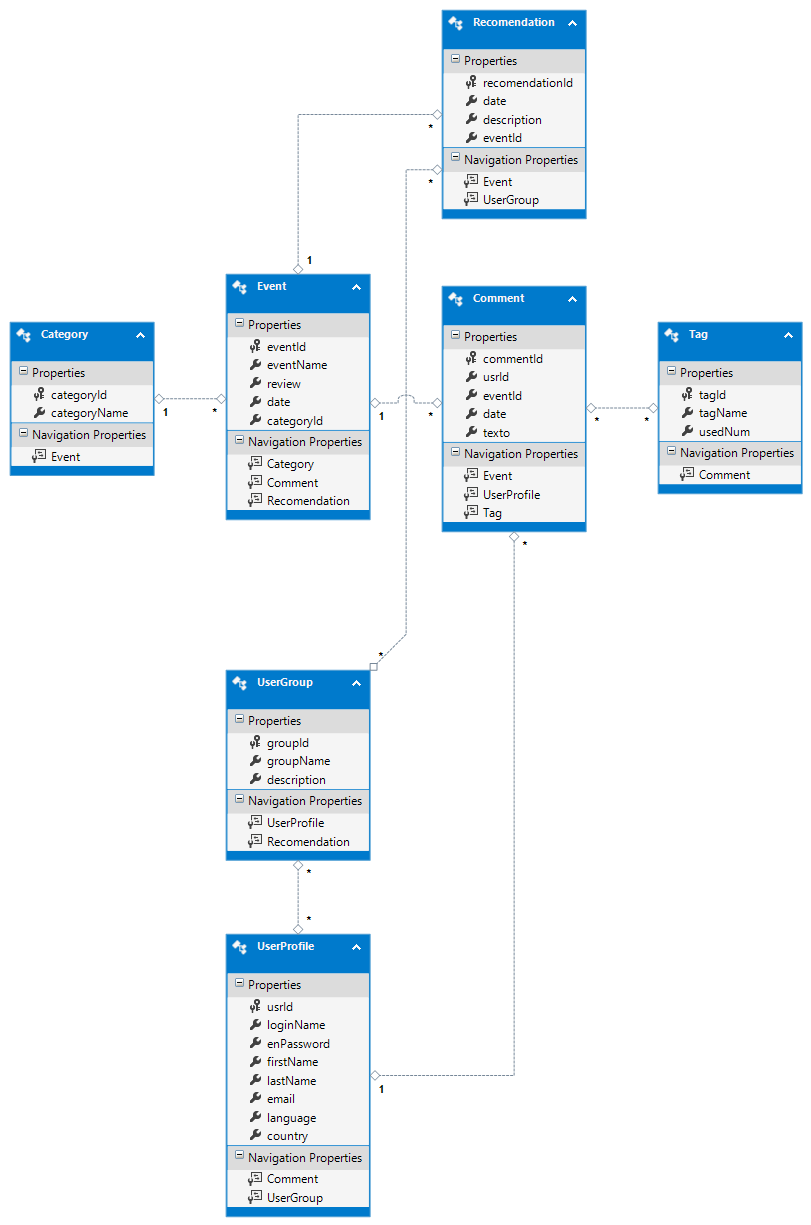 Recomendation
Properties
recomendationId
date
description
eventId
Navigation Properties
Event
UserGroup
*
*
1
Event
Properties
eventId
eventName
review
date
categoryId
Navigation Properties
Category
Comment
Recomendation
Category
Properties
categoryId
categoryName
Navigation Properties
Event
1
*
1
*
Comment
Properties
commentId
usrId
eventId
date
texto
Navigation Properties
Event
UserProfile
Tag
*
*
Tag
Properties
tagId
tagName
usedNum
Navigation Properties
Comment
*
*
UserGroup
Properties
groupId
groupName
description
Navigation Properties
UserProfile
Recomendation
*
*
UserProfile
Properties
usrId
loginName
enPassword
firstName
lastName
email
language
country
Navigation Properties
Comment
UserGroup
1